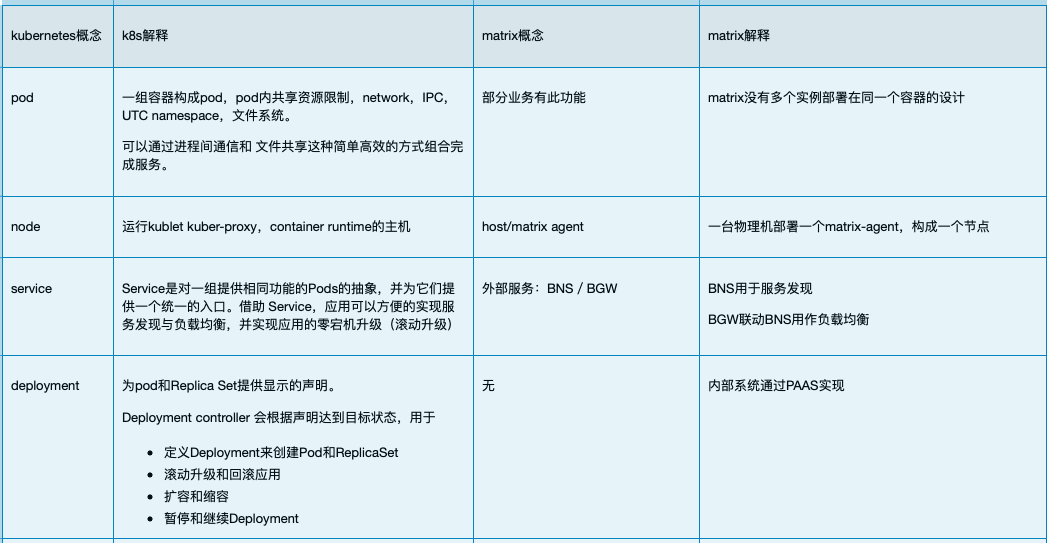 kubernetes概念
k8s解释
matrix概念
matrix解释
pod
一组容器构成pod，pod内共享资源限制，network，IPC，
UTC namespace，文件系统。
可以通过进程间通信和 文件共享这种简单高效的方式组合完
成服务。
部分业务有此功能
matrix没有多个实例部署在同一个容器的设计
node
运行kublet kuber-proxy，container runtime的主机
host/matrix agent
一台物理机部署一个matrix-agent，构成一个节点
service
Service是对一组提供相同功能的Pods的抽象，并为它们提
供一个统一的入口。借助 Service，应用可以方便的实现服
务发现与负载均衡，并实现应用的零宕机升级（滚动升级）
外部服务：BNS / BGW
BNS用于服务发现
BGW联动BNS用作负载均衡
deployment
为pod和Replica Set提供显示的声明。
Deployment controller 会根据声明达到目标状态，用于
• 定义Deployment来创建Pod和ReplicaSet
• 滚动升级和回滚应用
• 扩容和缩容
• 暂停和继续Deployment
无
内部系统通过PAAS实现